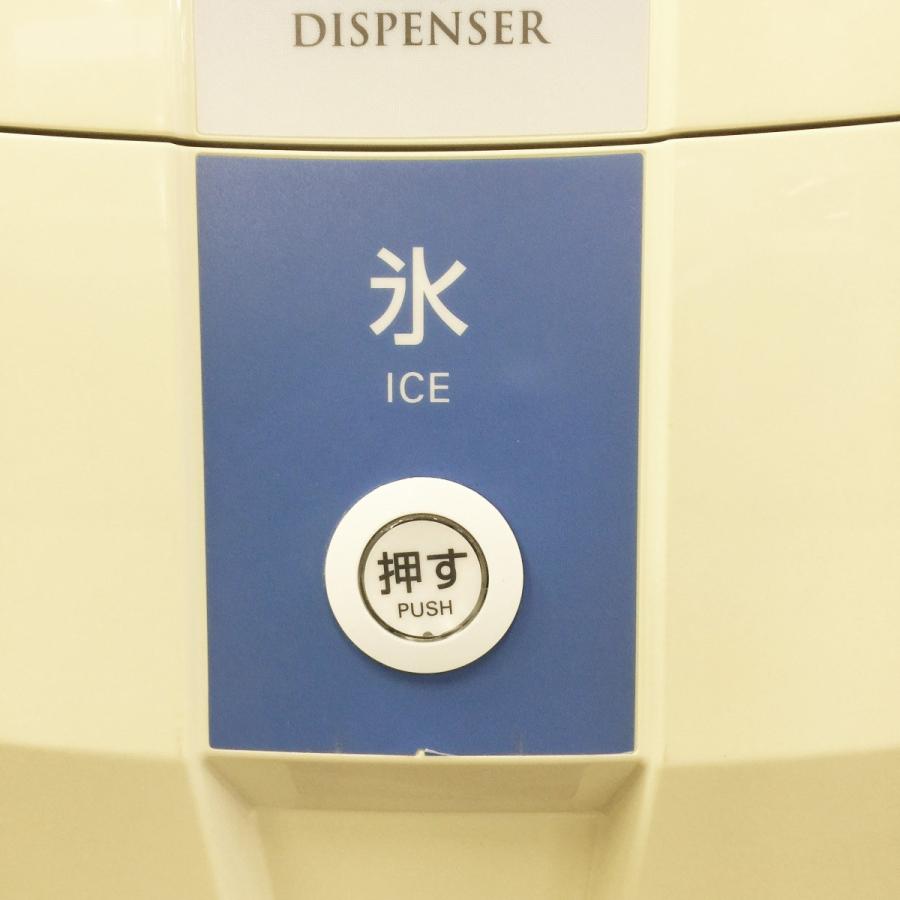 DISPENSER
氷
ICE
押す
PUSH